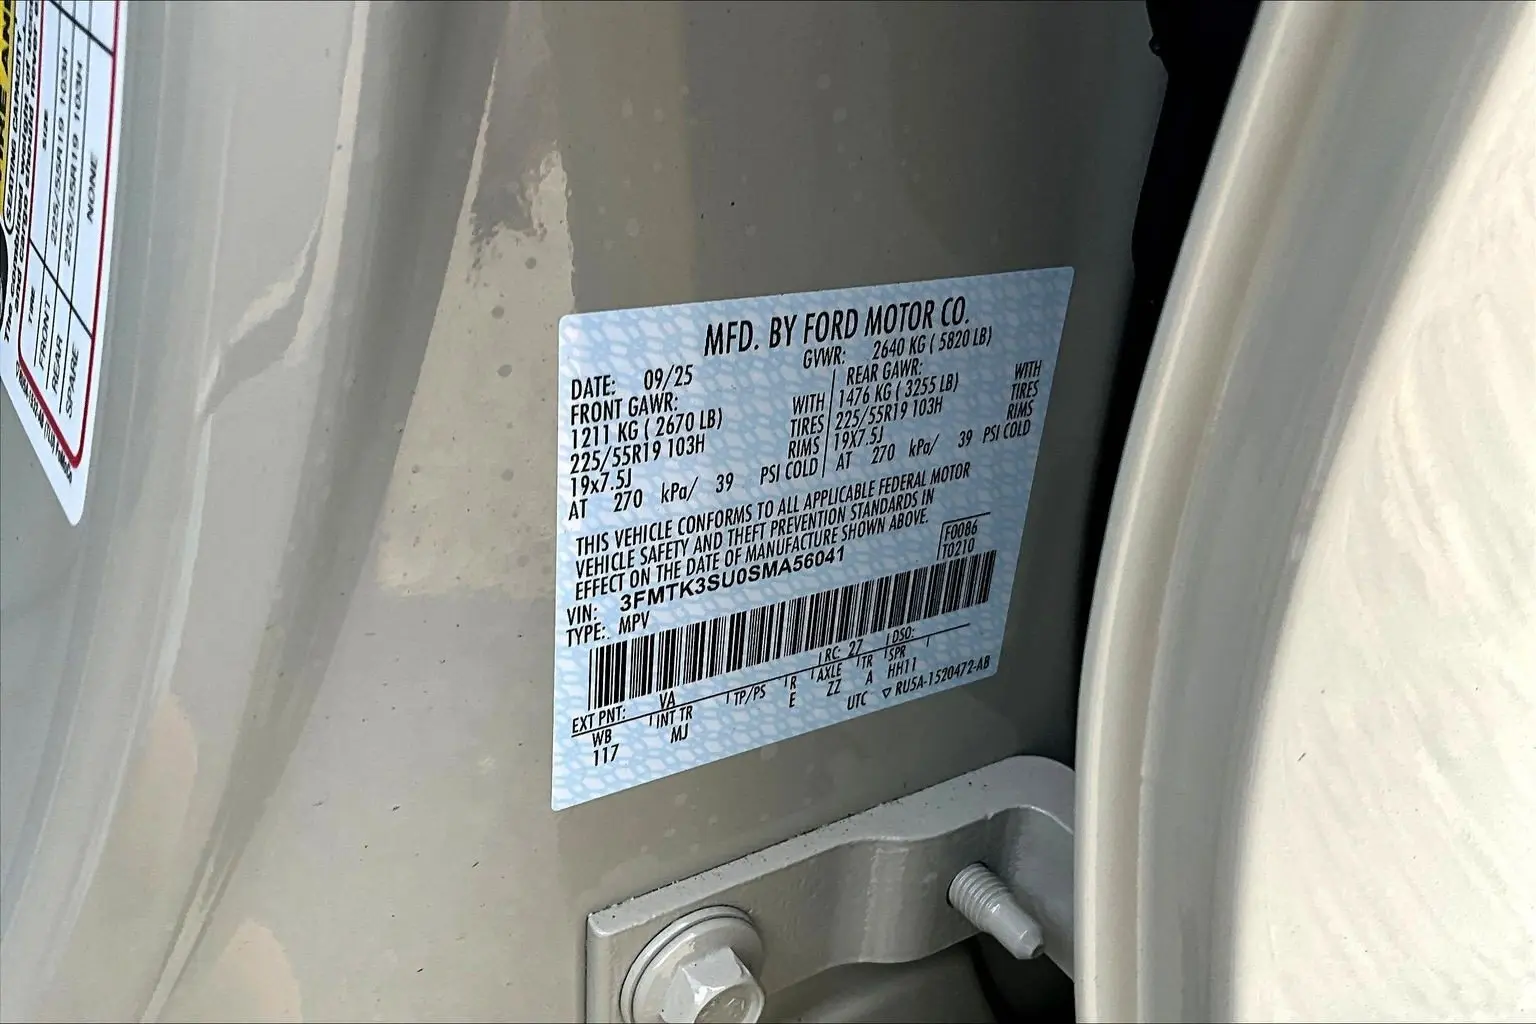 SIZE
225/55R19 103H
225/55R19 103H
NONE
TIRE
FRONT
REAR
SPARE
MFD. BY FORD MOTOR CO.
DATE: 09/25 GVWR: 2640 KG ( 5820 LB)
FRONT GAWR: REAR GAWR:
1211 KG ( 2670 LB) WITH 1476 KG ( 3255 LB) WITH
225/55R19 103H TIRES 225/55R19 103H TIRES
19x7.5J RIMS 19X7.5J RIMS
AT 270 kPa/ 39 PSI COLD AT 270 kPa/ 39 PSI COLD
THIS VEHICLE CONFORMS TO ALL APPLICABLE FEDERAL MOTOR
VEHICLE SAFETY AND THEFT PREVENTION STANDARDS IN
EFFECT ON THE DATE OF MANUFACTURE SHOWN ABOVE.
F0086
T0210
VIN: 3FMTK3SU0SMA56041
TYPE: MPV
EXT PNT: VA RC: 27 DSO:
WB INT TR TP/PS R AXLE TR SPR
117 MJ E ZZ A HH11
UTC ▽ RU5A-1520472-AB